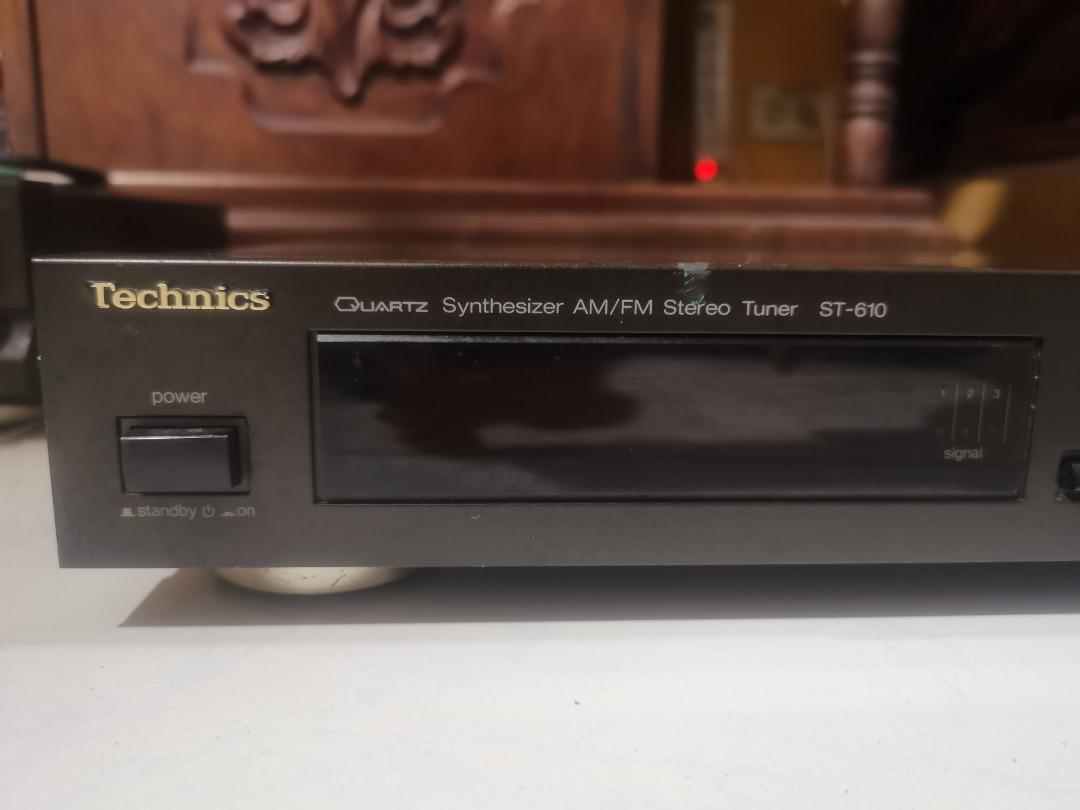 Technics
QUARTZ Synthesizer AM/FM Stereo Tuner ST-610
power
standby on
1 2 3
signal